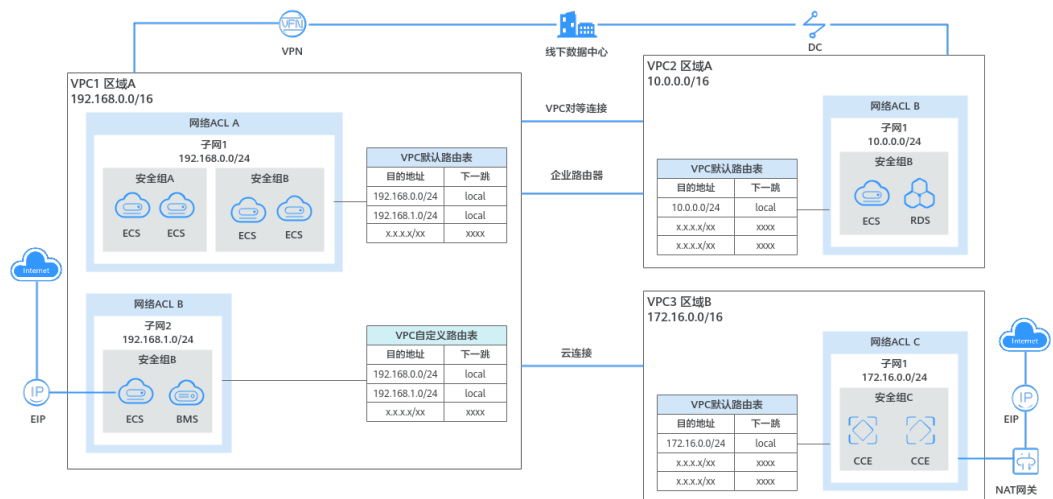 VPN
线下数据中心
DC
VPC1 区域A
192.168.0.0/16
网络ACL A
子网1
192.168.0.0/24
安全组A
安全组B
ECS
ECS
ECS
ECS
VPC默认路由表
目的地址 下一跳
192.168.0.0/24 local
192.168.1.0/24 local
x.x.x.x/xx xxxx
网络ACL B
子网2
192.168.1.0/24
安全组B
ECS
BMS
VPC自定义路由表
目的地址 下一跳
192.168.0.0/24 local
192.168.1.0/24 local
x.x.x.x/xx xxxx
Internet
IP
EIP
VPC对等连接
企业路由器
云连接
VPC2 区域A
10.0.0.0/16
网络ACL B
子网1
10.0.0.0/24
安全组B
ECS
RDS
VPC默认路由表
目的地址 下一跳
10.0.0.0/24 local
x.x.x.x/xx xxxx
x.x.x.x/xx xxxx
VPC3 区域B
172.16.0.0/16
网络ACL C
子网1
172.16.0.0/24
安全组C
CCE
CCE
VPC默认路由表
目的地址 下一跳
172.16.0.0/24 local
x.x.x.x/xx xxxx
x.x.x.x/xx xxxx
Internet
IP
EIP
NAT网关